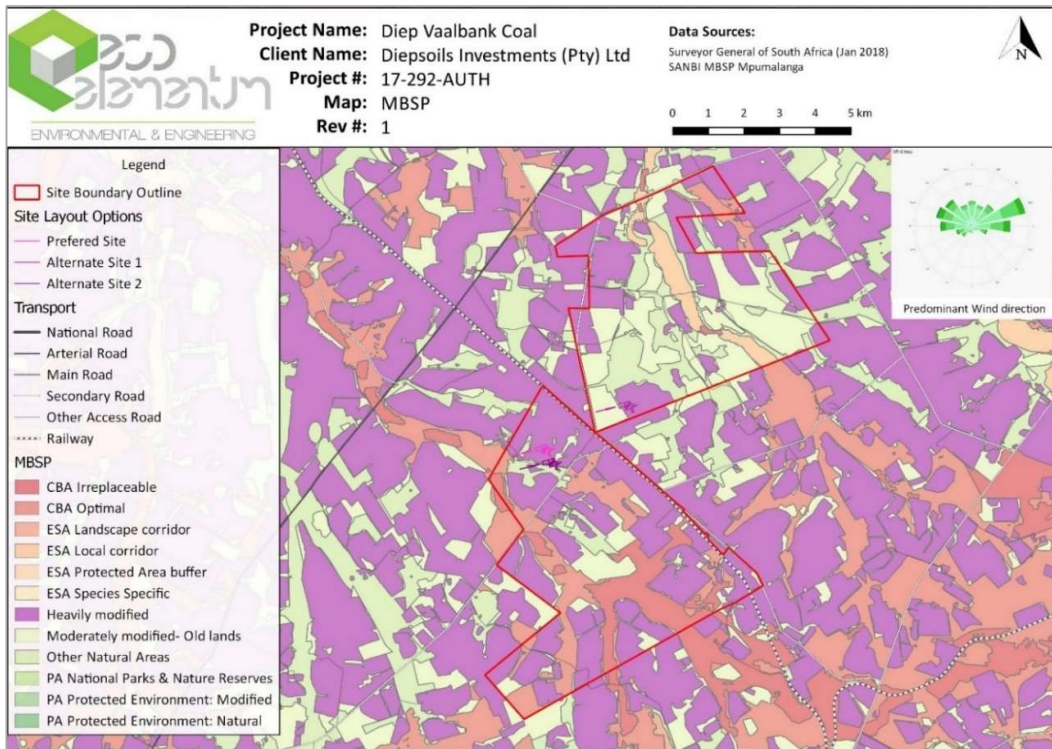 eco
elementum
ENVIRONMENTAL & ENGINEERING
Project Name: Diep Vaalbank Coal
Client Name: Diepsoils Investments (Pty) Ltd
Project #: 17-292-AUTH
Map: MBSP
Rev #: 1
Data Sources:
Surveyor General of South Africa (Jan 2018)
SANBI MBSP Mpumalanga
0 1 2 3 4 5 km
N
Legend
Site Boundary Outline
Site Layout Options
Prefered Site
Alternate Site 1
Alternate Site 2
Transport
National Road
Arterial Road
Main Road
Secondary Road
Other Access Road
Railway
MBSP
CBA Irreplaceable
CBA Optimal
ESA Landscape corridor
ESA Local corridor
ESA Protected Area buffer
ESA Species Specific
Heavily modified
Moderately modified- Old lands
Other Natural Areas
PA National Parks & Nature Reserves
PA Protected Environment: Modified
PA Protected Environment: Natural
Predominant Wind direction